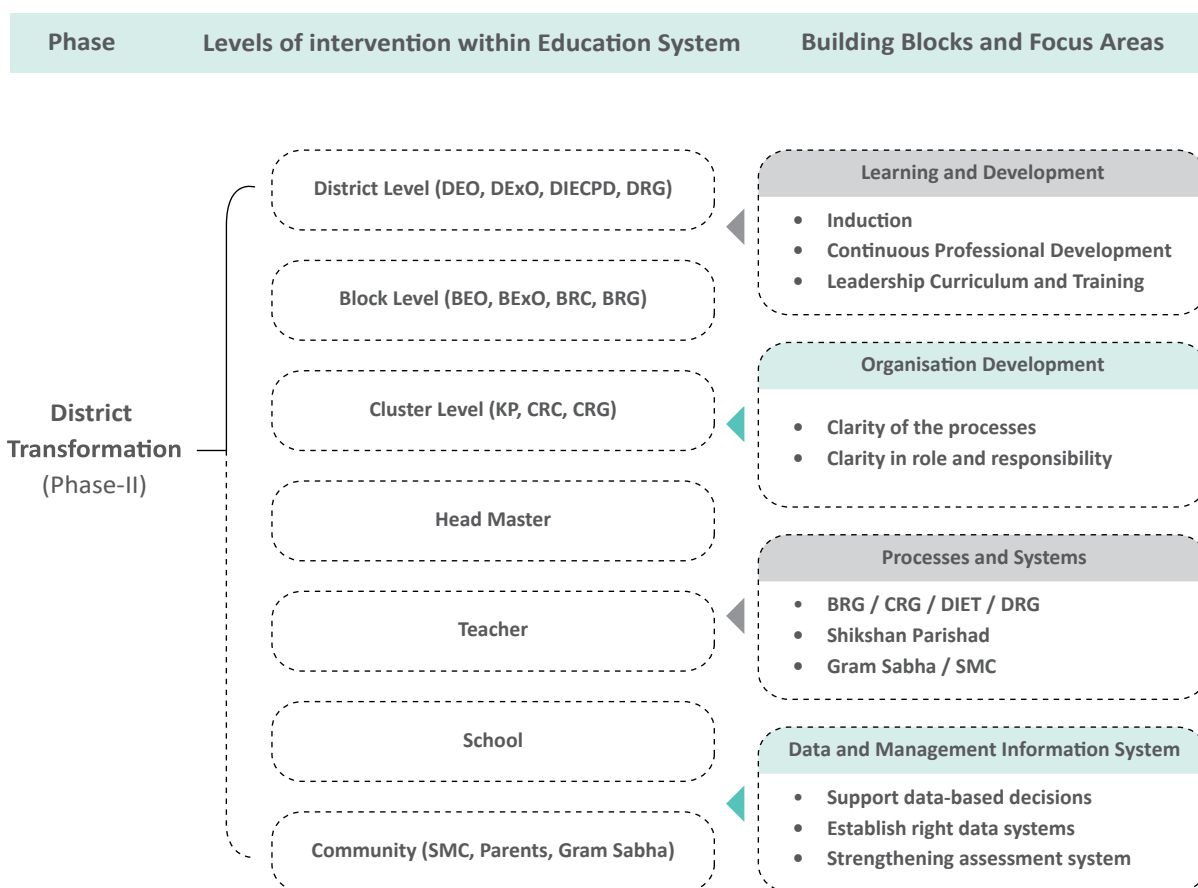 Phase
Levels of intervention within Education System
Building Blocks and Focus Areas
District
Transformation
(Phase-II)
District Level (DEO, DExO, DIECPD, DRG)
Block Level (BEO, BExO, BRC, BRG)
Cluster Level (KP, CRC, CRG)
Head Master
Teacher
School
Community (SMC, Parents, Gram Sabha)
Learning and Development
• Induction
• Continuous Professional Development
• Leadership Curriculum and Training
Organisation Development
• Clarity of the processes
• Clarity in role and responsibility
Processes and Systems
• BRG / CRG / DIET / DRG
• Shikshan Parishad
• Gram Sabha / SMC
Data and Management Information System
• Support data-based decisions
• Establish right data systems
• Strengthening assessment system